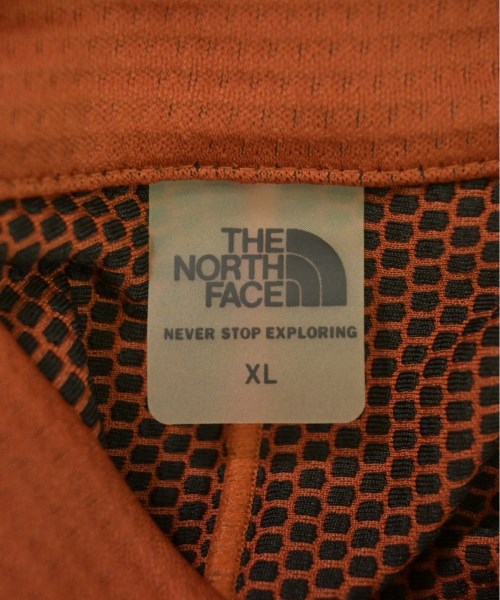 THE
NORTH
FACE
NEVER STOP EXPLORING
XL